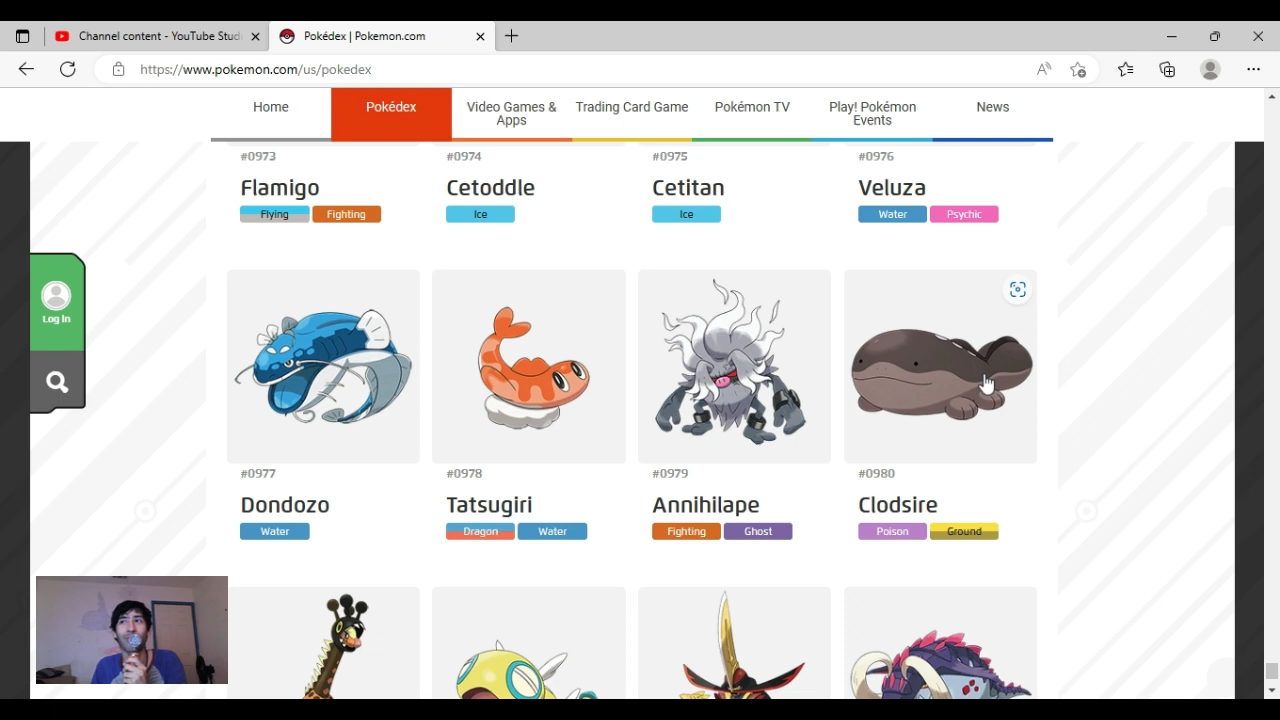 Channel content - YouTube Stud
Pokédex | Pokemon.com
https://www.pokemon.com/us/pokedex
Home
Pokédex
Video Games &
Apps
Trading Card Game
Pokémon TV
Play! Pokémon
Events
News
#0973
#0974
#0975
#0976
Flamigo
Cetoddle
Cetitan
Veluza
Flying
Fighting
Ice
Ice
Water
Psychic
Log In
#0977
#0978
#0979
#0980
Dondozo
Tatsugiri
Annihilape
Clodsire
Water
Dragon
Water
Fighting
Ghost
Poison
Ground